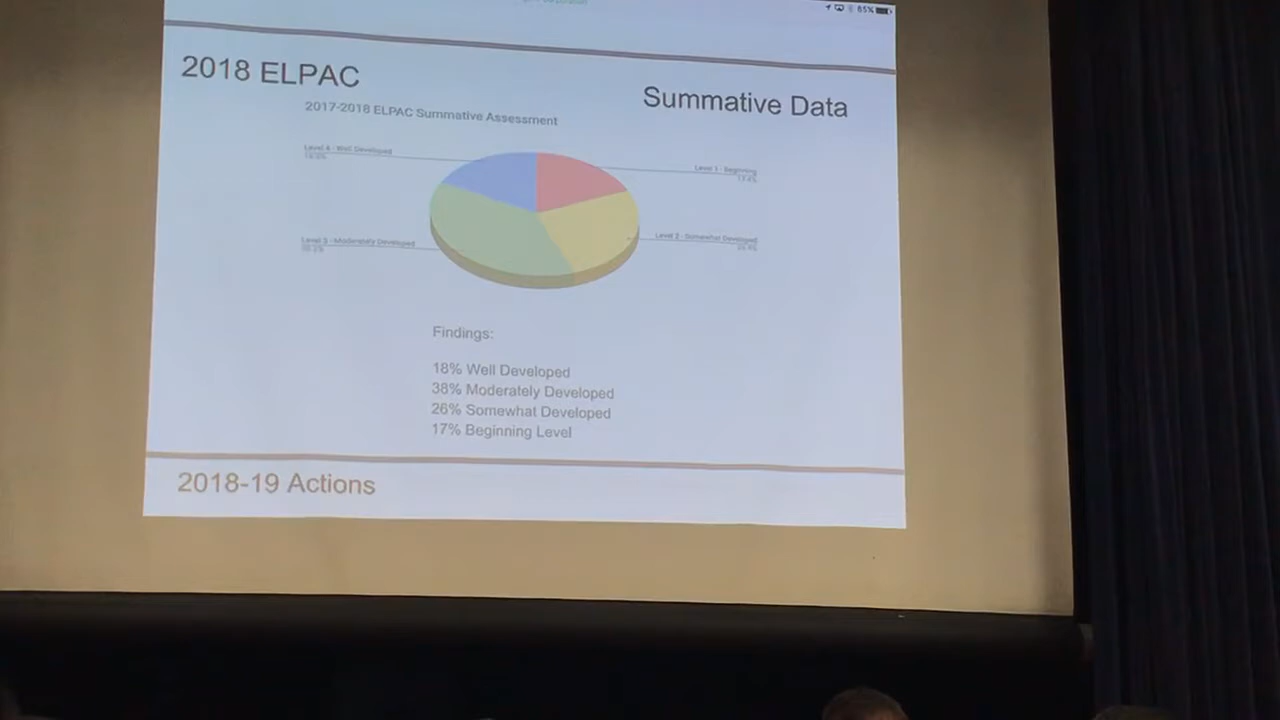 85%
2018 ELPAC
Summative Data
2017-2018 ELPAC Summative Assessment
Level 4 - Well Developed
Level 1 - Beginning
Level 3 - Moderately Developed
Level 2 - Somewhat Developed
Findings:
18% Well Developed
38% Moderately Developed
26% Somewhat Developed
17% Beginning Level
2018-19 Actions